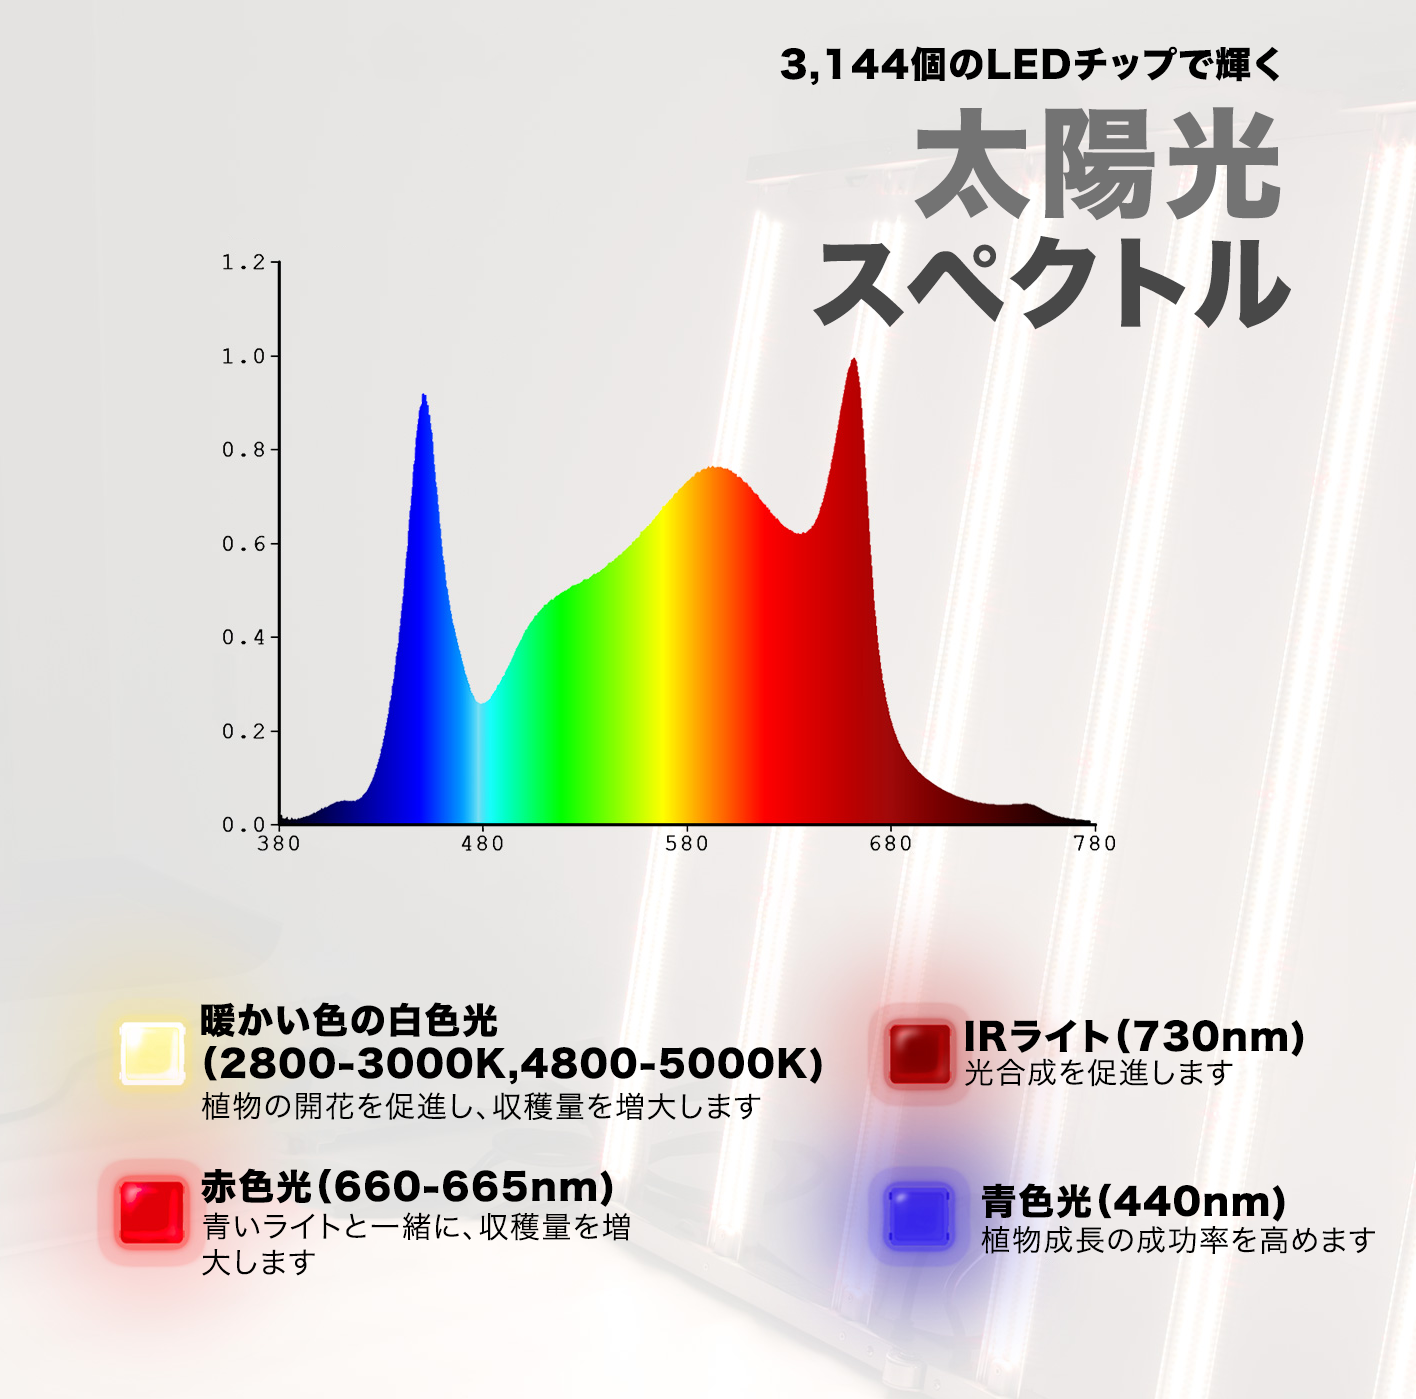 3,144個のLEDチップで輝く
太陽光
スペクトル
1.2
1.0
0.8
0.6
0.4
0.2
0.0
380 480 580 680 780
暖かい色の白色光
(2800-3000K,4800-5000K)
植物の開花を促進し、収穫量を増大します
IRライト(730nm)
光合成を促進します
赤色光(660-665nm)
青いライトと一緒に、収穫量を増
大します
青色光(440nm)
植物成長の成功率を高めます